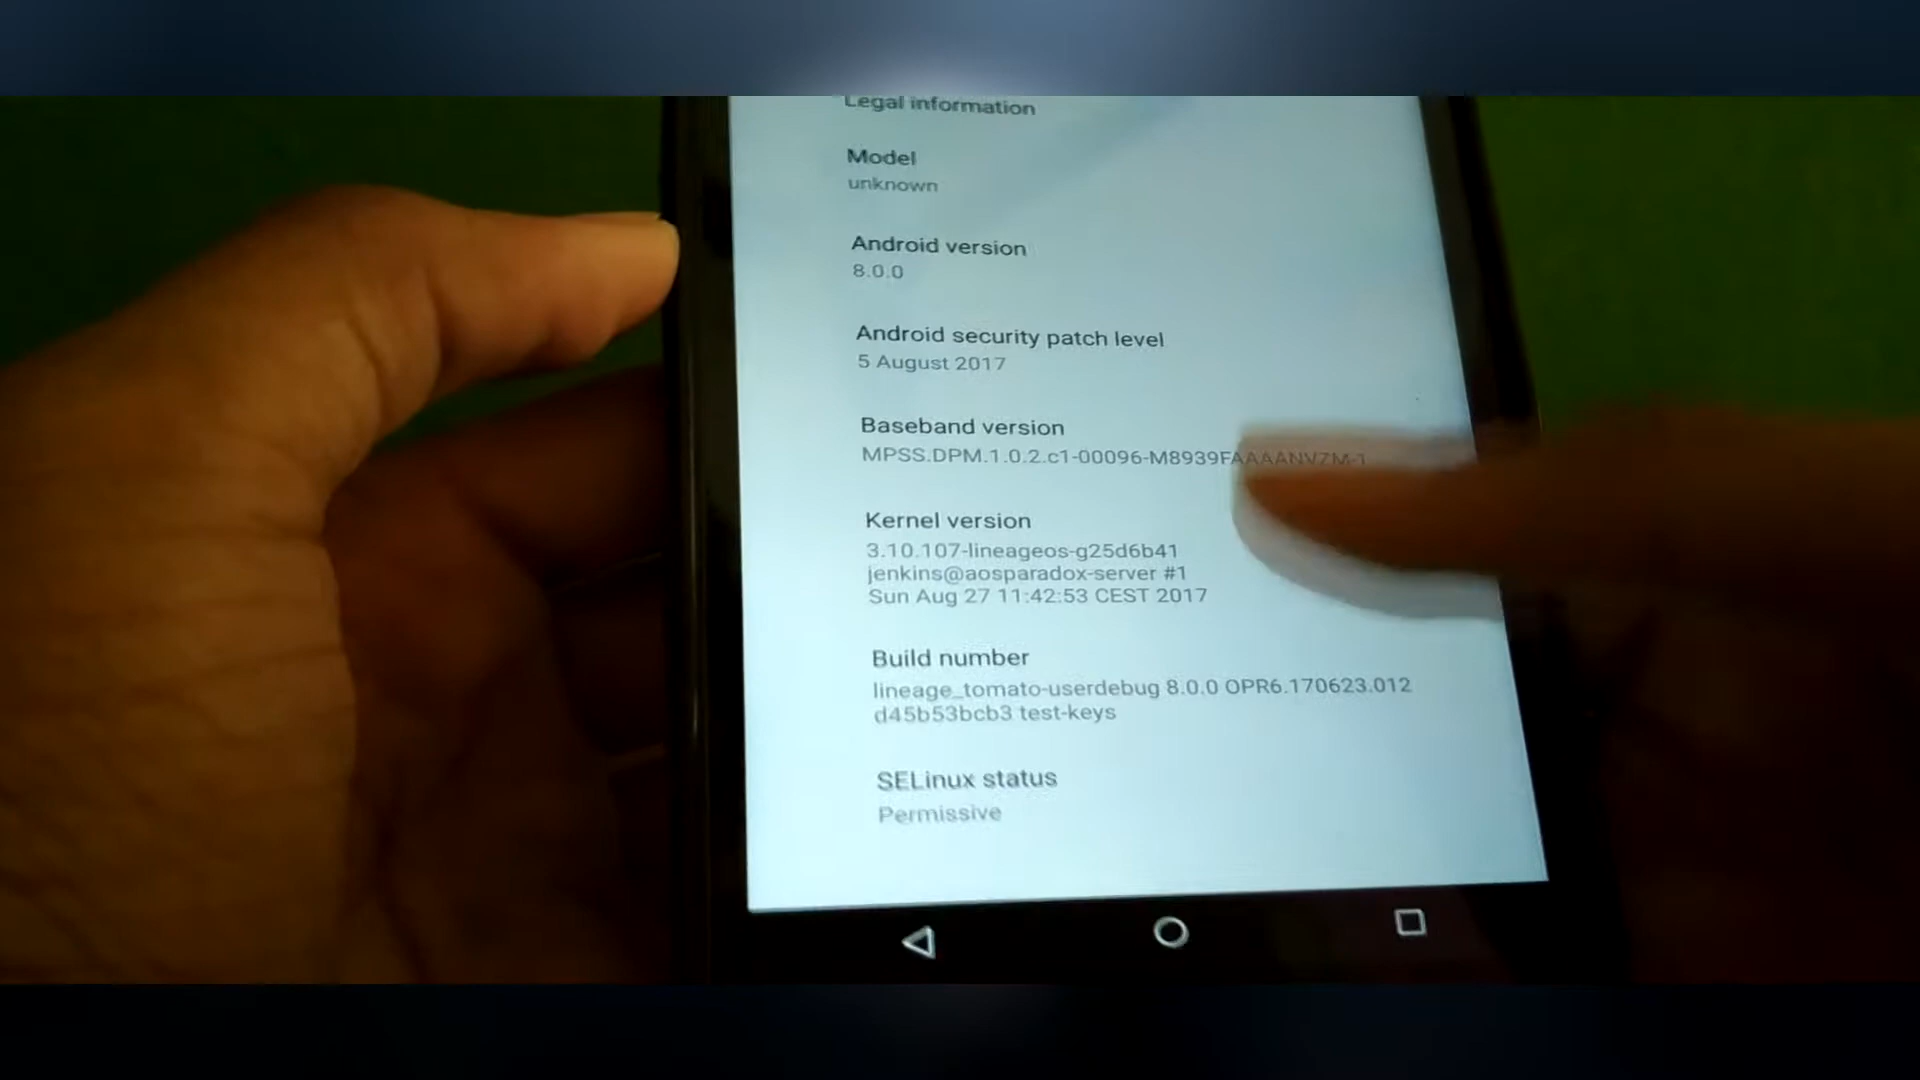 Legal information
Model
unknown
Android version
8.0.0
Android security patch level
5 August 2017
Baseband version
MPSS.DPM.1.0.2.c1-00096-M8939FAAAANVZM-1
Kernel version
3.10.107-lineageos-g25d6b41
jenkins@aosparadox-server #1
Sun Aug 27 11:42:53 CEST 2017
Build number
lineage_tomato-userdebug 8.0.0 OPR6.170623.012
d45b53bcb3 test-keys
SELinux status
Permissive